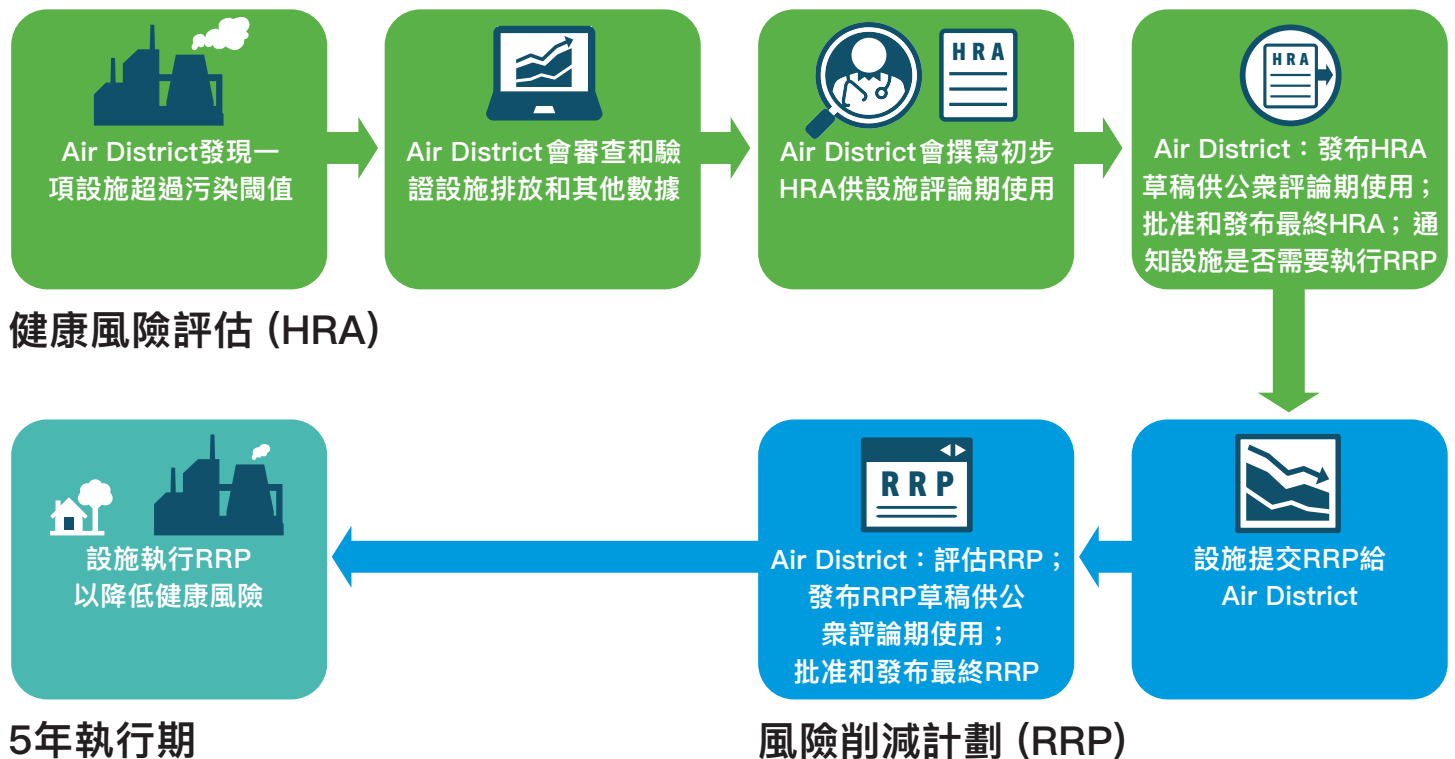 Air District發現一
項設施超過污染閾值
Air District會審查和驗
證設施排放和其他數據
HRA
Air District會撰寫初步
HRA供設施評論期使用
HRA
Air District：發布HRA
草稿供公衆評論期使用；
批准和發布最終HRA；通
知設施是否需要執行RRP
健康風險評估 (HRA)
設施提交RRP給
Air District
RRP
Air District：評估RRP；
發布RRP草稿供公
衆評論期使用；
批准和發布最終RRP
風險削減計劃 (RRP)
設施執行RRP
以降低健康風險
5年執行期